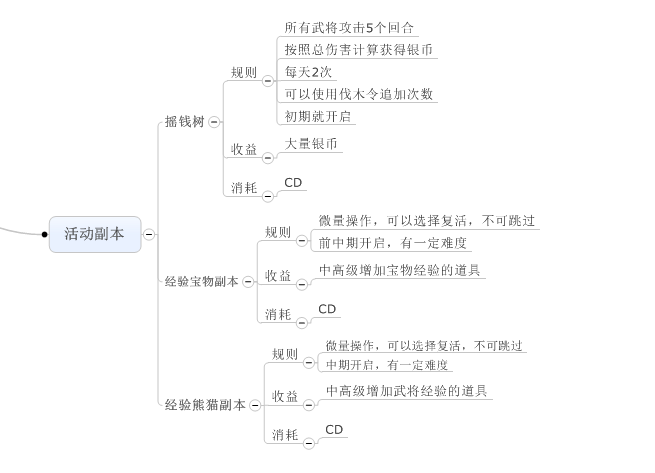 活动副本
摇钱树
规则
所有武将攻击5个回合
按照总伤害计算获得银币
每天2次
可以使用伐木令追加次数
初期就开启
收益
大量银币
消耗
CD
经验宝物副本
规则
微量操作，可以选择复活，不可跳过
前中期开启，有一定难度
收益
中高级增加宝物经验的道具
消耗
CD
经验熊猫副本
规则
微量操作，可以选择复活，不可跳过
中期开启，有一定难度
收益
中高级增加武将经验的道具
消耗
CD